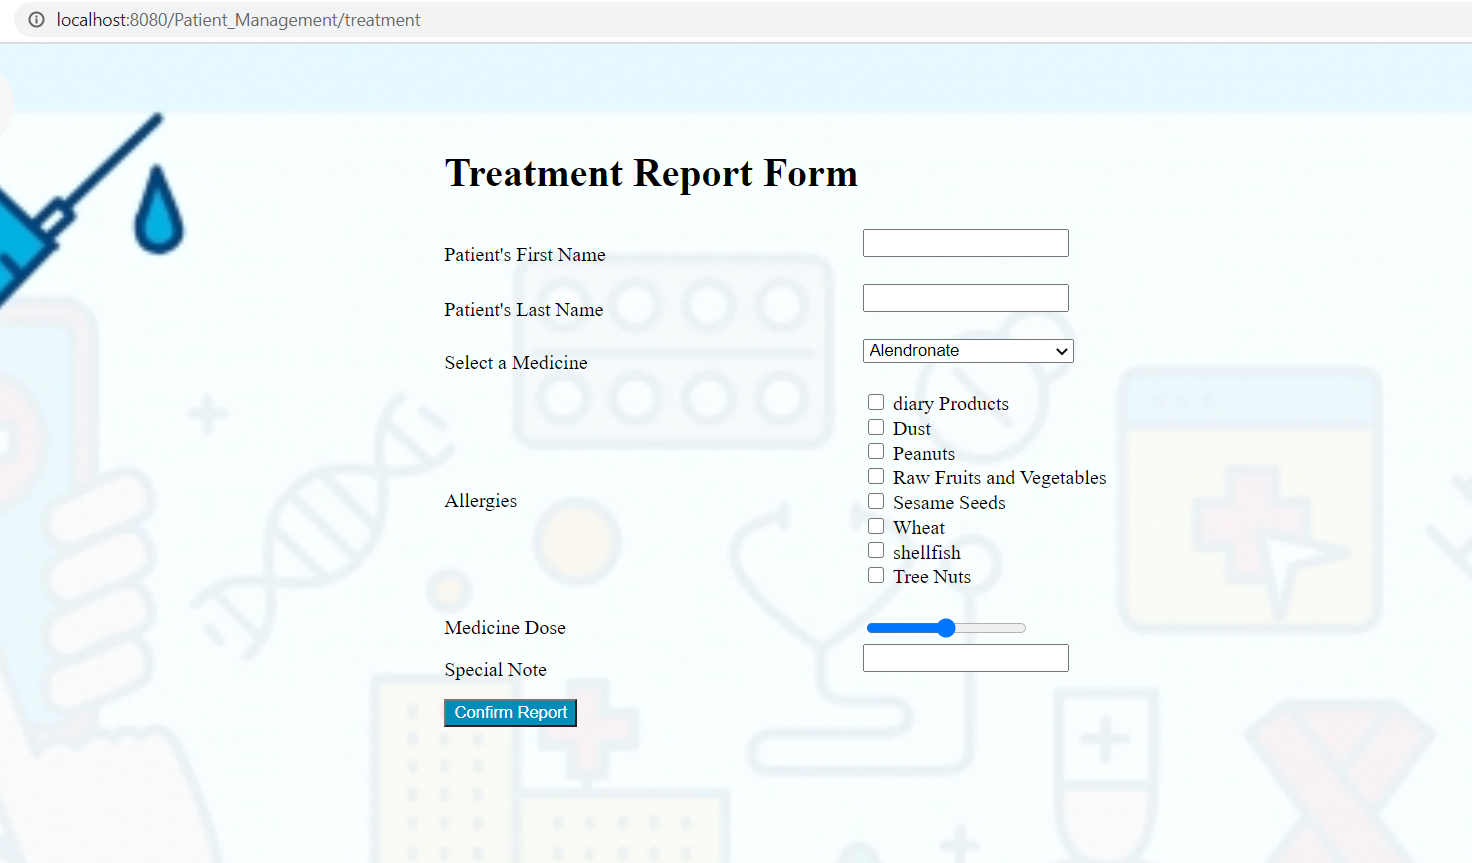 localhost:8080/Patient_Management/treatment
Treatment Report Form
Patient's First Name
Patient's Last Name
Select a Medicine
Alendronate
Allergies
diary Products
Dust
Peanuts
Raw Fruits and Vegetables
Sesame Seeds
Wheat
shellfish
Tree Nuts
Medicine Dose
Special Note
Confirm Report